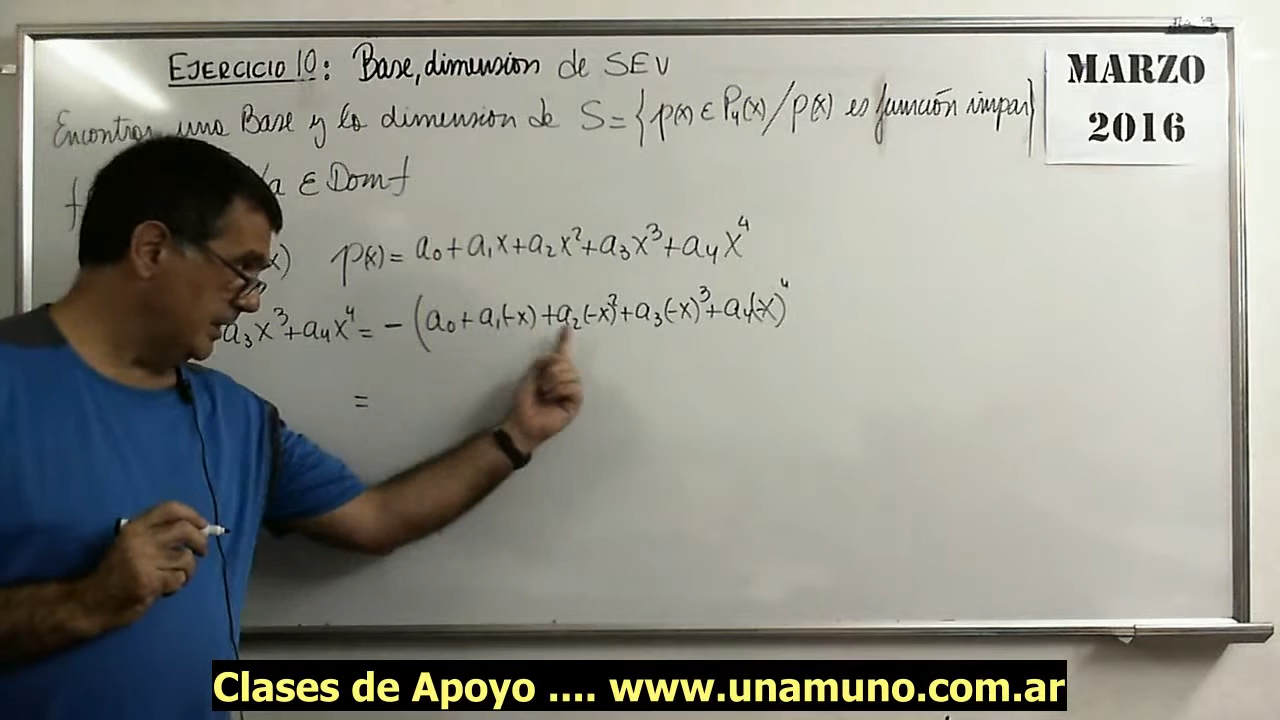 EJERCICIO 10: Base, dimension de SEV
MARZO
2016
Encontrar una Base y la dimension de S = {p(x) ∈ P₄(x) / p(x) es función impar}
f /a ∈ Dom f
x) p(x) = a₀ + a₁x + a₂x² + a₃x³ + a₄x⁴
a₃x³ + a₄x⁴ = - (a₀ + a₁(-x) + a₂(-x)² + a₃(-x)³ + a₄(-x)⁴
=
Clases de Apoyo .... www.unamuno.com.ar